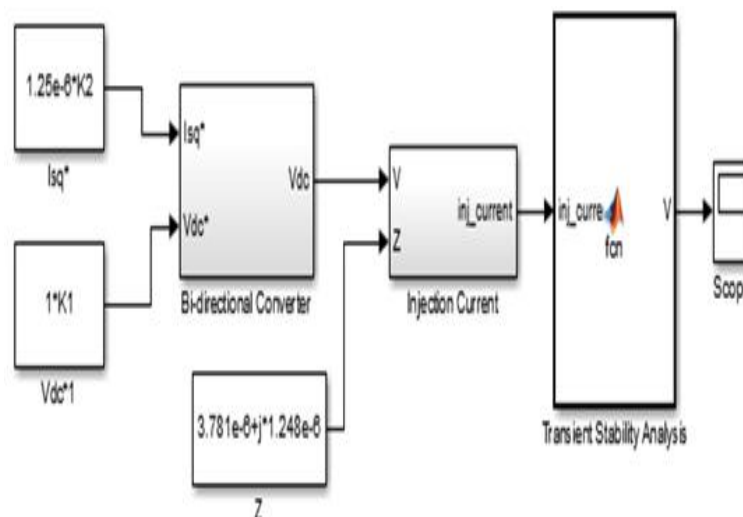 1.25e-6*K2
Isq*
1*K1
Vdc*1
Isq*
Vdc*
Vdc
Bi-directional Converter
3.781e-6+j*1.248e-6
Z
V
Z
inj_current
Injection Current
inj_curre
fcn
V
Transient Stability Analysis
Scop